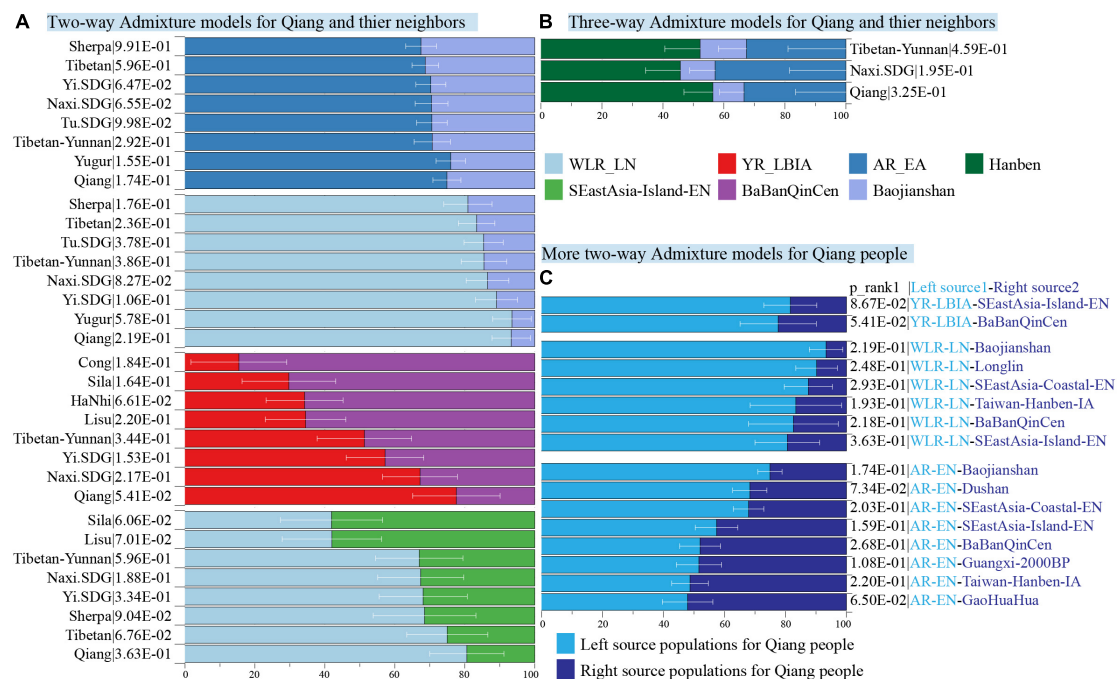 A Two-way Admixture models for Qiang and thier neighbors
Sherpa|9.91E-01
Tibetan|5.96E-01
Yi.SDG|6.47E-02
Naxi.SDG|6.55E-02
Tu.SDG|9.98E-02
Tibetan-Yunnan|2.92E-01
Yugur|1.55E-01
Qiang|1.74E-01
Sherpa|1.76E-01
Tibetan|2.36E-01
Tu.SDG|3.78E-01
Tibetan-Yunnan|3.86E-01
Naxi.SDG|8.27E-02
Yi.SDG|1.06E-01
Yugur|5.78E-01
Qiang|2.19E-01
Cong|1.84E-01
Sila|1.64E-01
HaNhi|6.61E-02
Lisu|2.20E-01
Tibetan-Yunnan|3.44E-01
Yi.SDG|1.53E-01
Naxi.SDG|2.17E-01
Qiang|5.41E-02
Sila|6.06E-02
Lisu|7.01E-02
Tibetan-Yunnan|5.96E-01
Naxi.SDG|1.88E-01
Yi.SDG|3.34E-01
Sherpa|9.04E-02
Tibetan|6.76E-02
Qiang|3.63E-01
0 20 40 60 80 100
B Three-way Admixture models for Qiang and thier neighbors
Tibetan-Yunnan|4.59E-01
Naxi.SDG|1.95E-01
Qiang|3.25E-01
0 20 40 60 80 100
WLR_LN YR_LBIA AR_EA Hanben
SEastAsia-Island-EN BaBanQinCen Baojianshan
More two-way Admixture models for Qiang people
C
p_rank1 |Left source1-Right source2
8.67E-02|YR-LBIA-SEastAsia-Island-EN
5.41E-02|YR-LBIA-BaBanQinCen
2.19E-01|WLR-LN-Baojianshan
2.48E-01|WLR-LN-Longlin
2.93E-01|WLR-LN-SEastAsia-Coastal-EN
1.93E-01|WLR-LN-Taiwan-Hanben-IA
2.18E-01|WLR-LN-BaBanQinCen
3.63E-01|WLR-LN-SEastAsia-Island-EN
1.74E-01|AR-EN-Baojianshan
7.34E-02|AR-EN-Dushan
2.03E-01|AR-EN-SEastAsia-Coastal-EN
1.59E-01|AR-EN-SEastAsia-Island-EN
2.68E-01|AR-EN-BaBanQinCen
1.08E-01|AR-EN-Guangxi-2000BP
2.20E-01|AR-EN-Taiwan-Hanben-IA
6.50E-02|AR-EN-GaoHuaHua
0 20 40 60 80 100
Left source populations for Qiang people
Right source populations for Qiang people